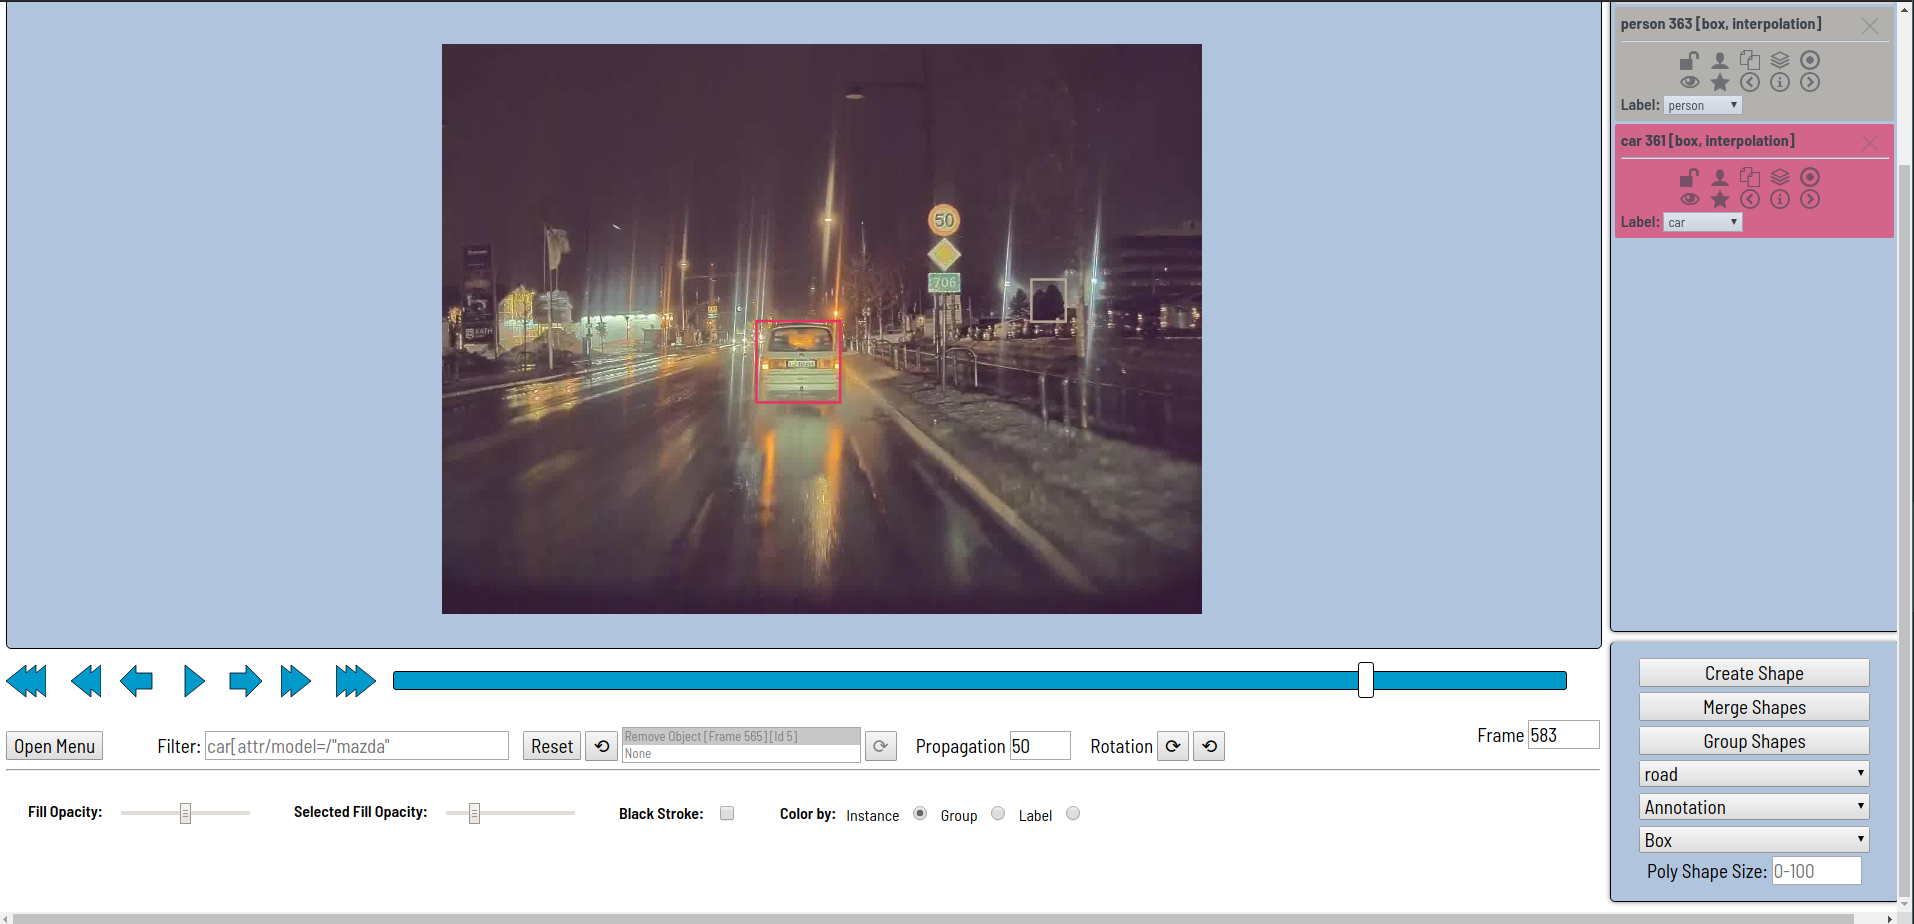 person 363 [box, interpolation]
Label: person
car 361 [box, interpolation]
Label: car
50
706
KATH
Create Shape
Merge Shapes
Group Shapes
road
Annotation
Box
Poly Shape Size: 0-100
Open Menu
Filter: car[attr/model=/"mazda"
Reset
Remove Object [Frame 565] [Id 5]
None
Propagation 50
Rotation
Frame 583
Fill Opacity:
Selected Fill Opacity:
Black Stroke:
Color by: Instance Group Label